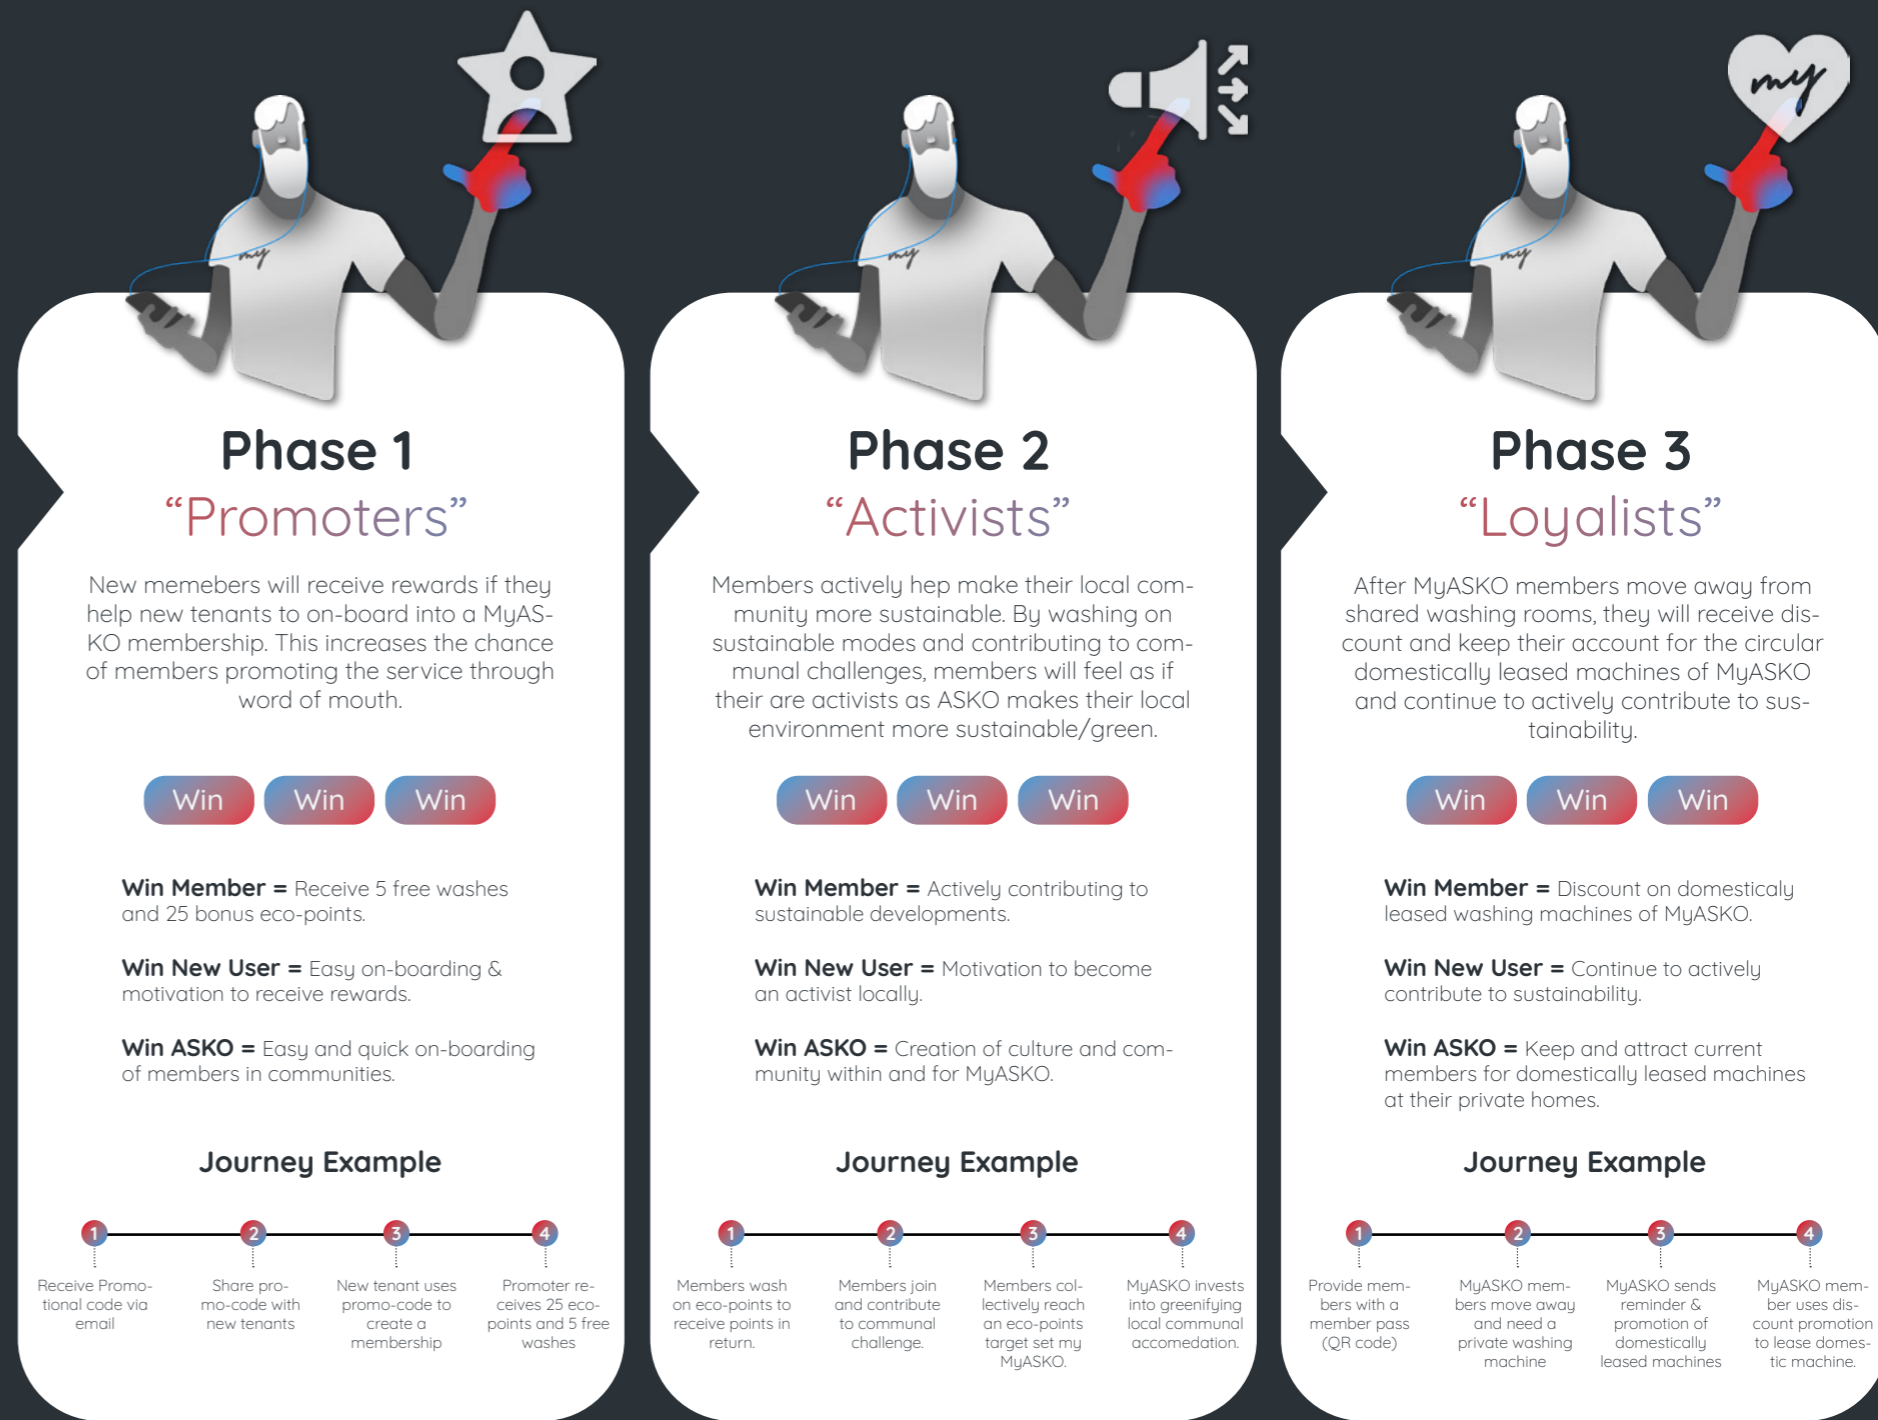 my
my
my
my
Phase 1
“Promoters”
New memebers will receive rewards if they
help new tenants to on-board into a MyAS-
KO membership. This increases the chance
of members promoting the service through
word of mouth.
Win Win Win
Win Member = Receive 5 free washes
and 25 bonus eco-points.
Win New User = Easy on-boarding &
motivation to receive rewards.
Win ASKO = Easy and quick on-boarding
of members in communities.
Journey Example
1 2 3 4
Receive Promo-
tional code via
email
Share pro-
mo-code with
new tenants
New tenant uses
promo-code to
create a
membership
Promoter re-
ceives 25 eco-
points and 5 free
washes
Phase 2
“Activists”
Members actively hep make their local com-
munity more sustainable. By washing on
sustainable modes and contributing to com-
munal challenges, members will feel as if
their are activists as ASKO makes their local
environment more sustainable/green.
Win Win Win
Win Member = Actively contributing to
sustainable developments.
Win New User = Motivation to become
an activist locally.
Win ASKO = Creation of culture and com-
munity within and for MyASKO.
Journey Example
1 2 3 4
Members wash
on eco-points to
receive points in
return.
Members join
and contribute
to communal
challenge.
Members col-
lectively reach
an eco-points
target set my
MyASKO.
MyASKO invests
into greenifying
local communal
accomedation.
Phase 3
“Loyalists”
After MyASKO members move away from
shared washing rooms, they will receive dis-
count and keep their account for the circular
domestically leased machines of MyASKO
and continue to actively contribute to sus-
tainability.
Win Win Win
Win Member = Discount on domesticaly
leased washing machines of MyASKO.
Win New User = Continue to actively
contribute to sustainability.
Win ASKO = Keep and attract current
members for domestically leased machines
at their private homes.
Journey Example
1 2 3 4
Provide mem-
bers with a
member pass
(QR code)
MyASKO mem-
bers move away
and need a
private washing
machine
MyASKO sends
reminder &
promotion of
domestically
leased machines
MyASKO mem-
ber uses dis-
count promotion
to lease domes-
tic machine.